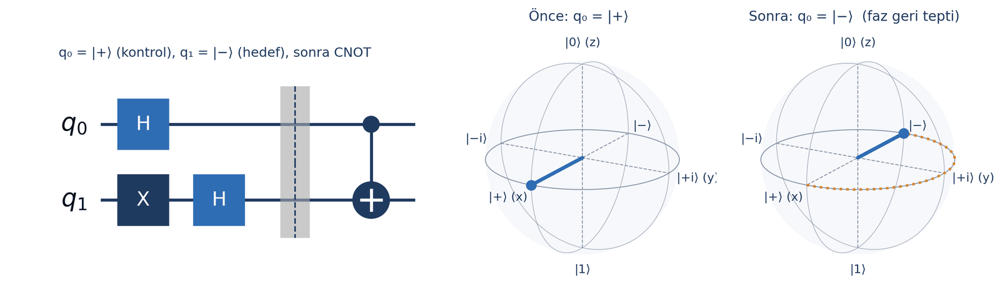 q₀ = |+⟩ (kontrol), q₁ = |−⟩ (hedef), sonra CNOT
q₀
H
q₁
X
H
Önce: q₀ = |+⟩
|0⟩ (z)
|−i⟩
|−⟩
|+i⟩ (y)
|+⟩ (x)
|1⟩
Sonra: q₀ = |−⟩ (faz geri tepti)
|0⟩ (z)
|−i⟩
|−⟩
|+i⟩ (y)
|+⟩ (x)
|1⟩